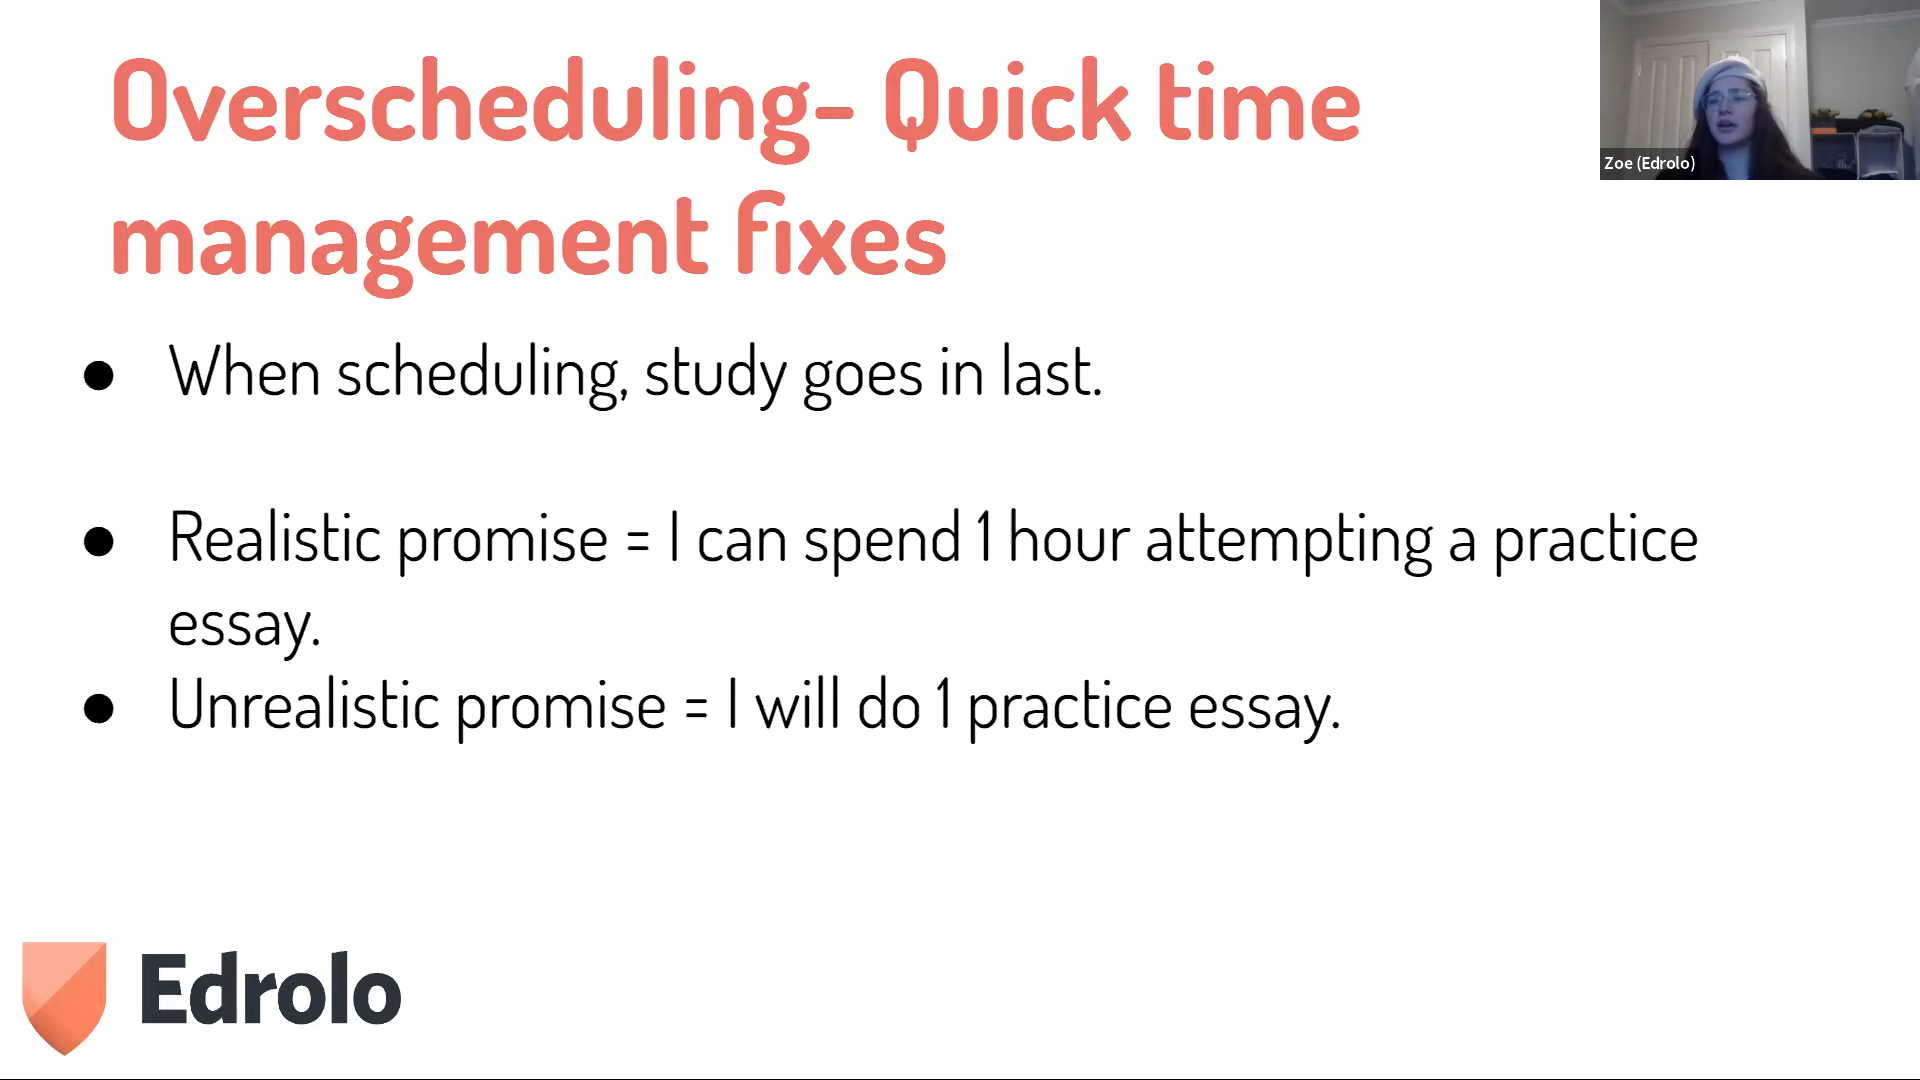 Overscheduling- Quick time
management fixes
Zoe (Edrolo)
● When scheduling, study goes in last.
● Realistic promise = I can spend 1 hour attempting a practice
essay.
● Unrealistic promise = I will do 1 practice essay.
Edrolo